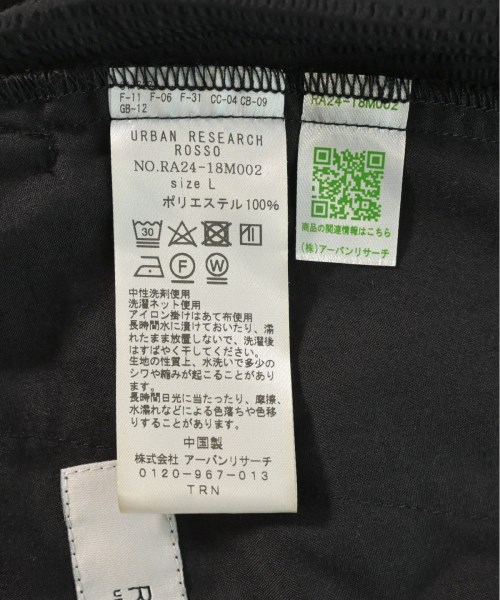 F-11 F-06 F-31 CC-04 CB-09
GB-12
URBAN RESEARCH
ROSSO
NO.RA24-18M002
size L
ポリエステル100%
30
F
W
中性洗剤使用
洗濯ネット使用
アイロン掛けはあて布使用
長時間水に漬けておいたり、濡
れたまま放置しないで、洗濯後
はすばやく干してください。
生地の性質上、水洗いで多少の
シワや縮みが起こることがあり
ます。
長時間日光に当たったり、摩擦、
水濡れなどによる色落ちや色移
りすることがあります。
中国製
株式会社 アーバンリサーチ
0120-967-013
TRN
RA24-18M002
商品の関連情報はこちら
(株)アーバンリサーチ